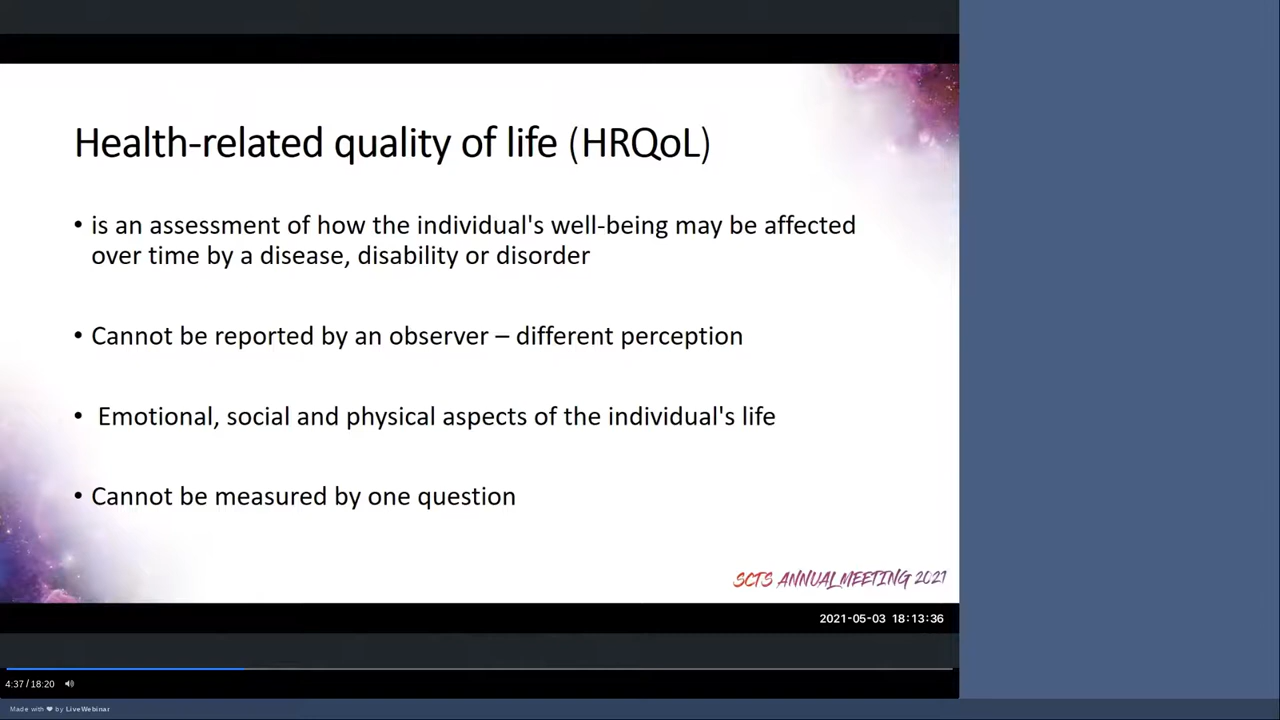 Health-related quality of life (HRQoL)
• is an assessment of how the individual's well-being may be affected
over time by a disease, disability or disorder
• Cannot be reported by an observer – different perception
• Emotional, social and physical aspects of the individual's life
• Cannot be measured by one question
SCTS ANNUAL MEETING 2021
2021-05-03 18:13:36
4:37/18:20
Made with ❤ by LiveWebinar